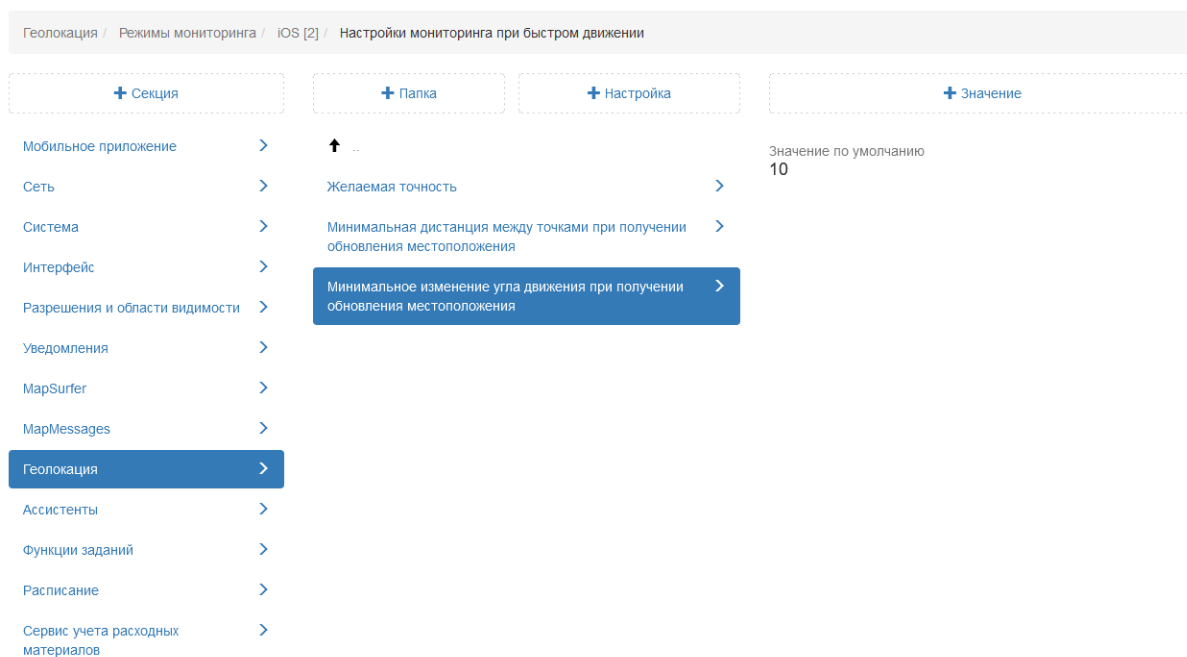 Геолокация / Режимы мониторинга / iOS [2] / Настройки мониторинга при быстром движении
+ Секция
+ Папка
+ Настройка
+ Значение
Мобильное приложение
Сеть
Система
Интерфейс
Разрешения и области видимости
Уведомления
MapSurfer
MapMessages
Геолокация
Ассистенты
Функции заданий
Расписание
Сервис учета расходных
материалов
..
Желаемая точность
Минимальная дистанция между точками при получении
обновления местоположения
Минимальное изменение угла движения при получении
обновления местоположения
Значение по умолчанию
10